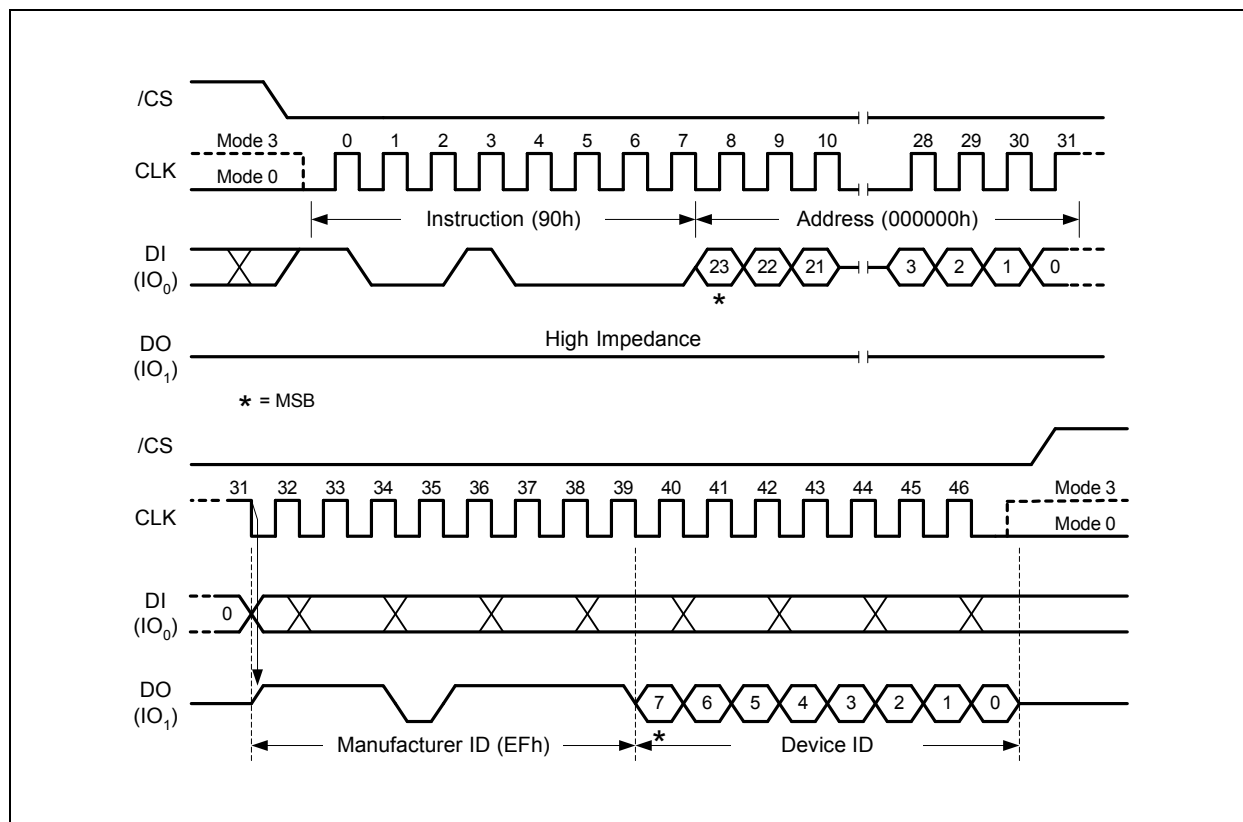 /CS
Mode 3
0 1 2 3 4 5 6 7 8 9 10 28 29 30 31
CLK
Mode 0
Instruction (90h) Address (000000h)
DI
(IO0)
23 22 21 3 2 1 0
*
High Impedance
DO
(IO1)
* = MSB
/CS
31 32 33 34 35 36 37 38 39 40 41 42 43 44 45 46 Mode 3
CLK
Mode 0
DI
(IO0)
0
DO
(IO1)
7 6 5 4 3 2 1 0
*
Manufacturer ID (EFh) Device ID